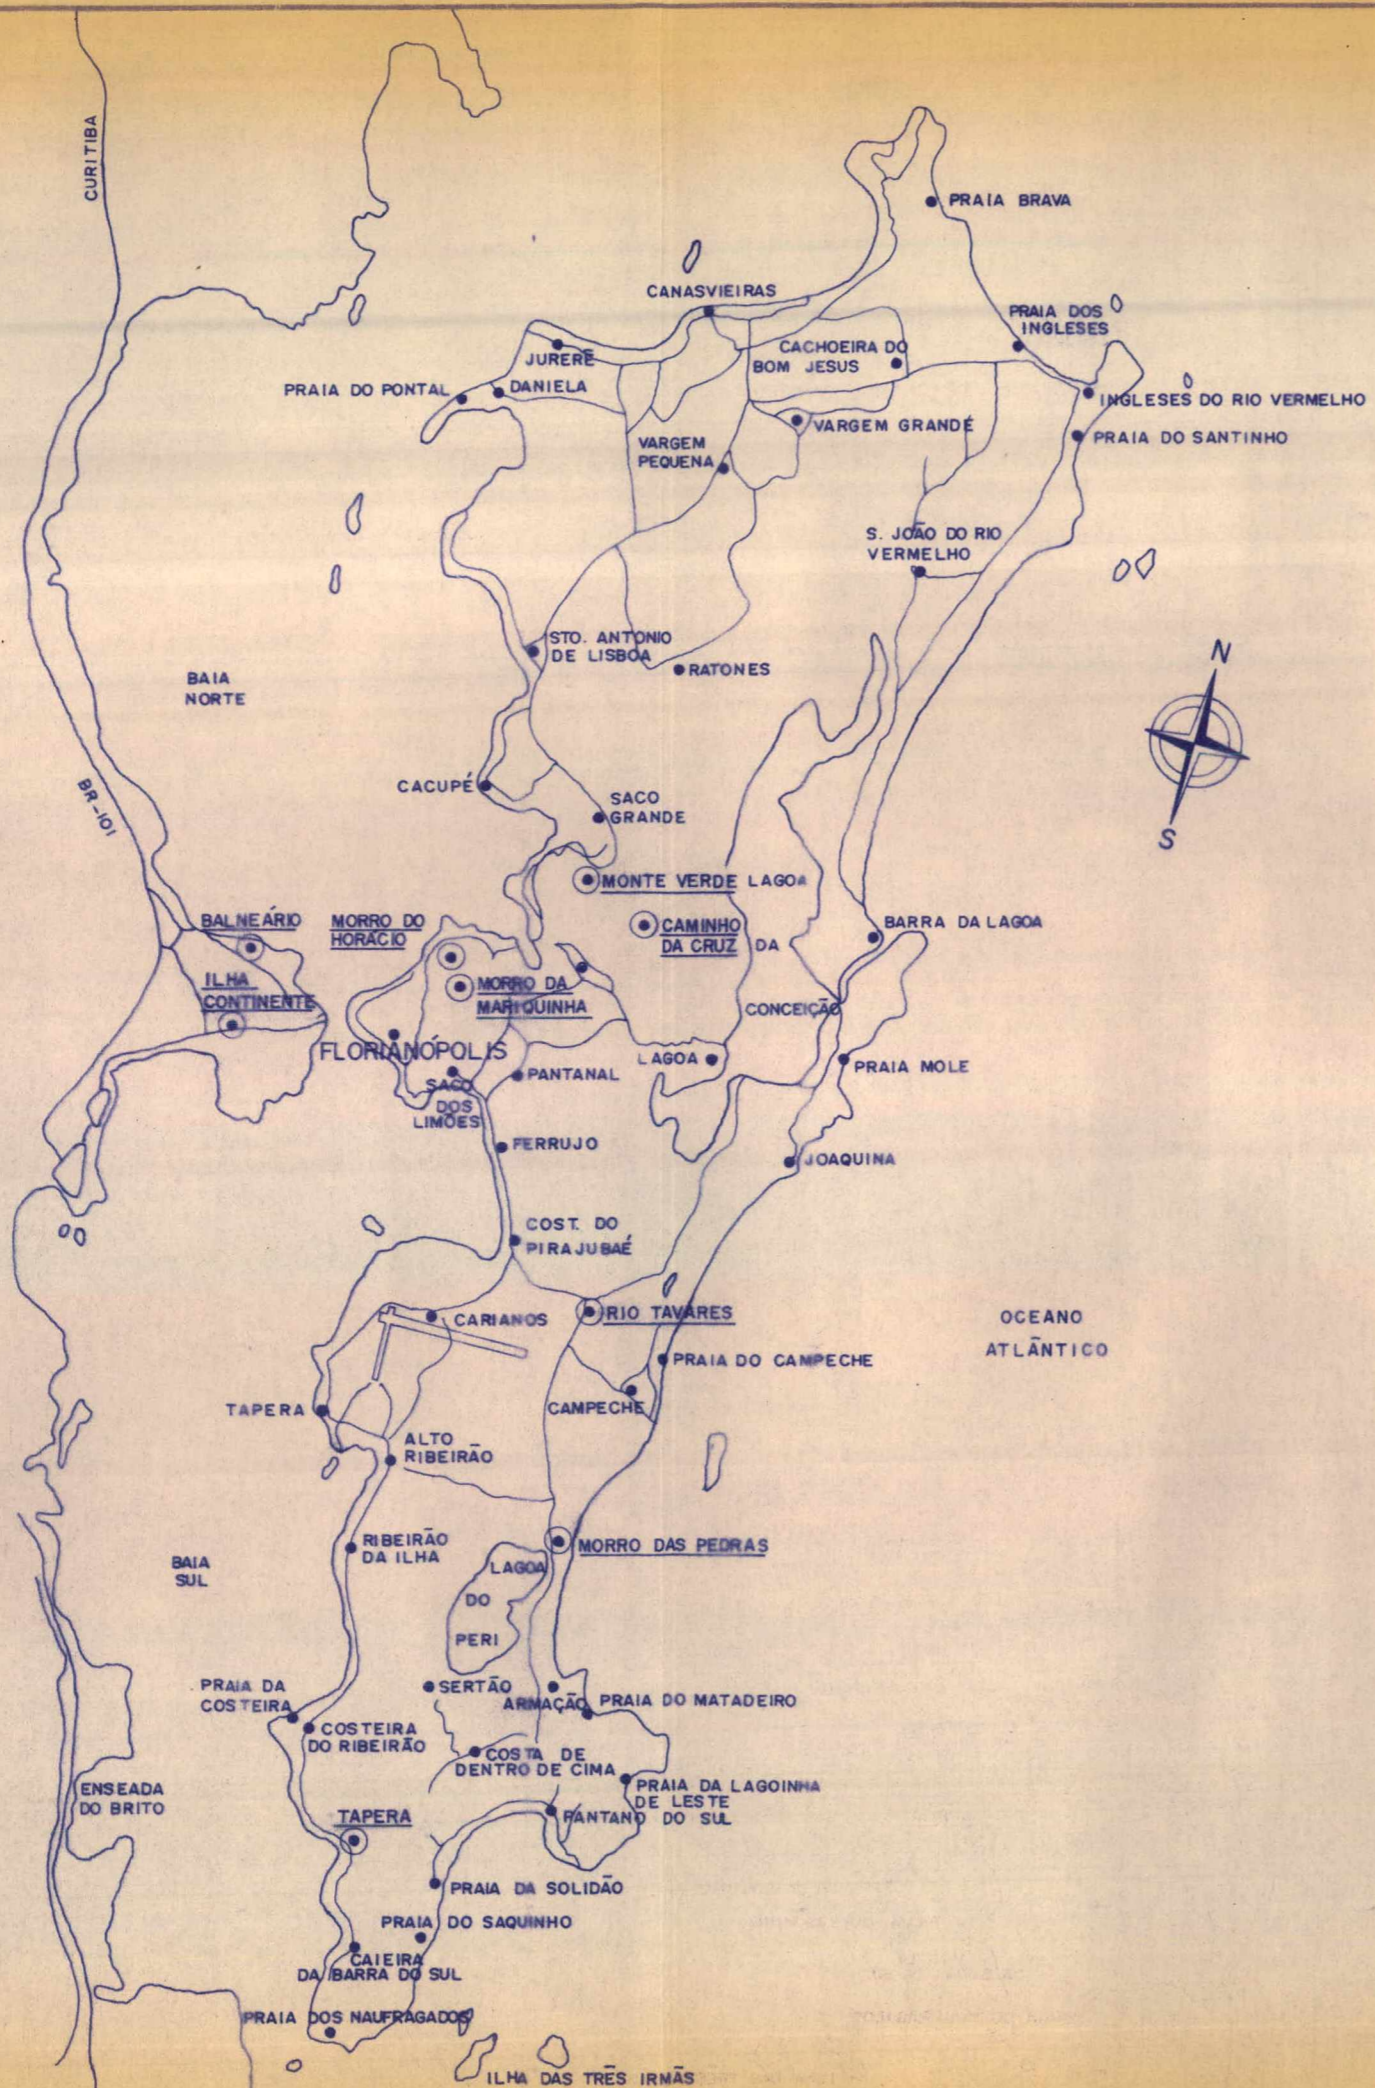 CURITIBA
PRAIA BRAVA
CANASVIEIRAS
PRAIA DOS
INGLESES
JURERÊ
CACHOEIRA DO
BOM JESUS
PRAIA DO PONTAL
DANIELA
INGLESES DO RIO VERMELHO
VARGEM GRANDE
PRAIA DO SANTINHO
VARGEM
PEQUENA
S. JOÃO DO RIO
VERMELHO
STO. ANTONIO
DE LISBOA
RATONES
N
BAIA
NORTE
S
CACUPÉ
BR-101
SACO
GRANDE
MONTE VERDE
LAGOA
BALNEÁRIO
MORRO DO
HORÁCIO
CAMINHO
DA CRUZ
DA
BARRA DA LAGOA
ILHA
CONTINENTE
MORRO DA
MARIQUINHA
CONCEIÇÃO
FLORIANÓPOLIS
LAGOA
PRAIA MOLE
PANTANAL
SACO
DOS
LIMÕES
FERRUJO
JOAQUINA
COST. DO
PIRAJUBAÉ
CARIANOS
RIO TAVARES
OCEANO
ATLÂNTICO
PRAIA DO CAMPECHE
TAPERA
CAMPECHE
ALTO
RIBEIRÃO
RIBEIRÃO
DA ILHA
MORRO DAS PEDRAS
BAIA
SUL
LAGOA
DO
PERI
PRAIA DA
COSTEIRA
SERTÃO
ARMAÇÃO
PRAIA DO MATADEIRO
COSTEIRA
DO RIBEIRÃO
COSTA DE
DENTRO DE CIMA
ENSEADA
DO BRITO
PRAIA DA LAGOINHA
DE LESTE
TAPERA
PANTANO DO SUL
PRAIA DA SOLIDÃO
PRAIA DO SAQUINHO
CAIEIRA
DA BARRA DO SUL
PRAIA DOS NAUFRAGADOS
ILHA DAS TRÊS IRMÃS